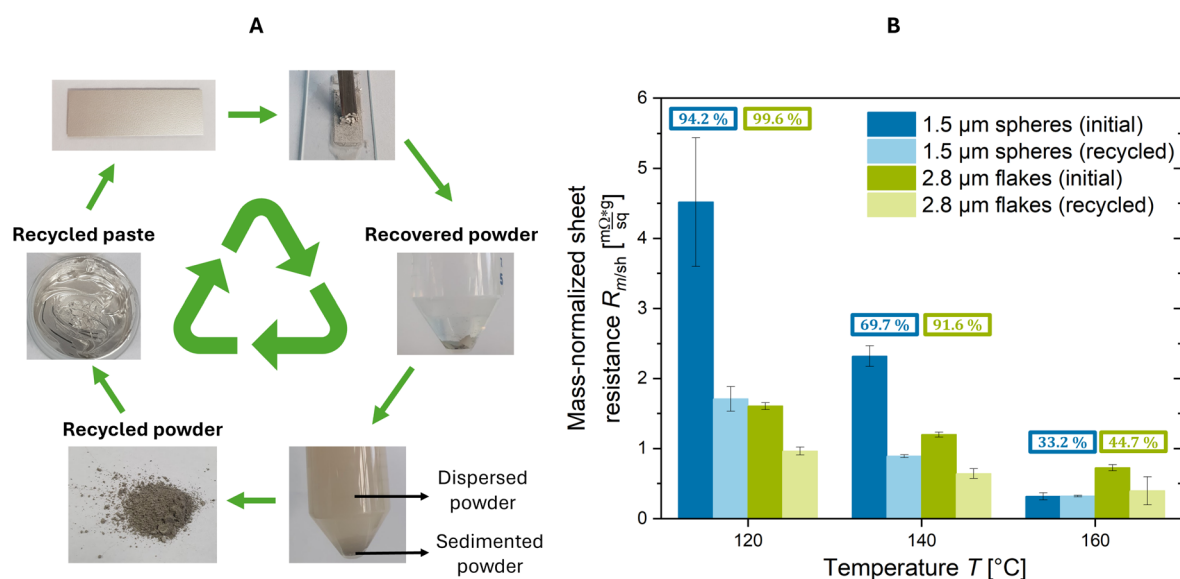 A
Recycled paste
Recovered powder
Recycled powder
Dispersed
powder
Sedimented
powder
B
Mass-normalized sheet
resistance R_{m/sh} [mΩ*g/sq]
6
5
4
3
2
1
0
94.2 %
99.6 %
69.7 %
91.6 %
33.2 %
44.7 %
1.5 µm spheres (initial)
1.5 µm spheres (recycled)
2.8 µm flakes (initial)
2.8 µm flakes (recycled)
120
140
160
Temperature T [°C]